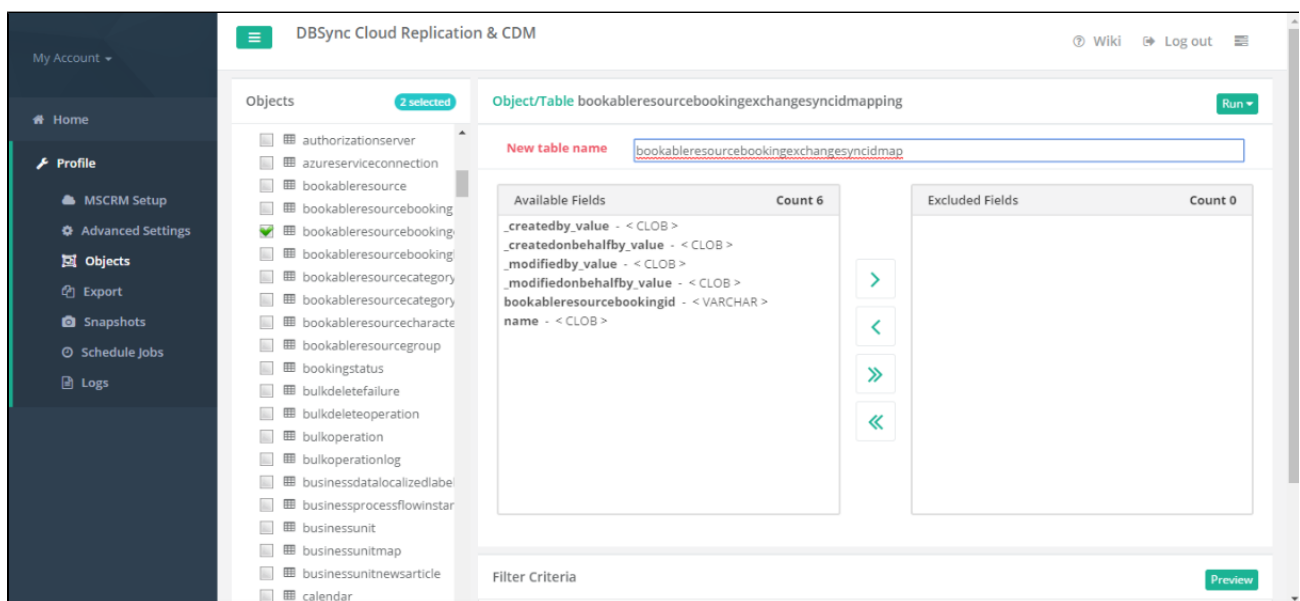 My Account
Home
Profile
MSCRM Setup
Advanced Settings
Objects
Export
Snapshots
Schedule Jobs
Logs
DBSync Cloud Replication & CDM
Wiki
Log out
Objects
2 selected
authorizationserver
azureserviceconnection
bookableresource
bookableresourcebooking
bookableresourcebooking
bookableresourcebooking
bookableresourcecategory
bookableresourcecategory
bookableresourcecharacte
bookableresourcegroup
bookingstatus
bulkdeletefailure
bulkdeleteoperation
bulkoperation
bulkoperationlog
businessdatalocalizedlabel
businessprocessflowinstan
businessunit
businessunitmap
businessunitnewsarticle
calendar
Object/Table bookableresourcebookingexchangesyncidmapping
Run
New table name
bookableresourcebookingexchangesyncidmap
Available Fields Count 6
_createdby_value - < CLOB >
_createdonbehalfby_value - < CLOB >
_modifiedby_value - < CLOB >
_modifiedonbehalfby_value - < CLOB >
bookableresourcebookingid - < VARCHAR >
name - < CLOB >
Excluded Fields Count 0
Filter Criteria
Preview